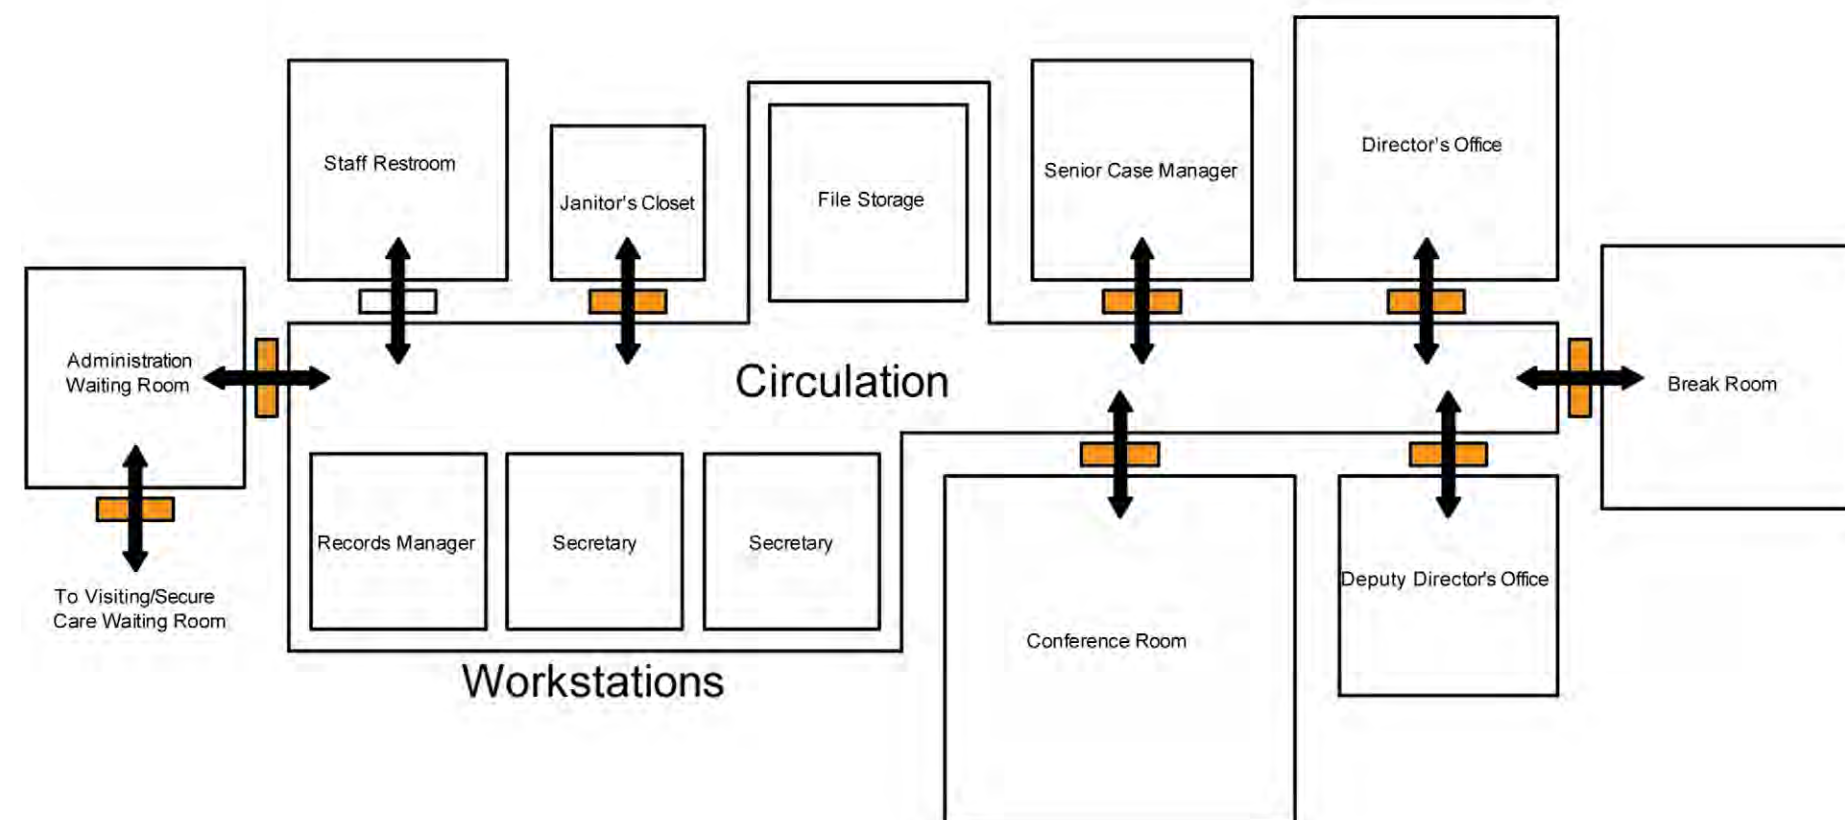 Director's Office
Staff Restroom
Senior Case Manager
Janitor's Closet
File Storage
Administration
Waiting Room
Circulation
Break Room
Records Manager
Secretary
Secretary
Deputy Director's Office
To Visiting/Secure
Care Waiting Room
Conference Room
Workstations